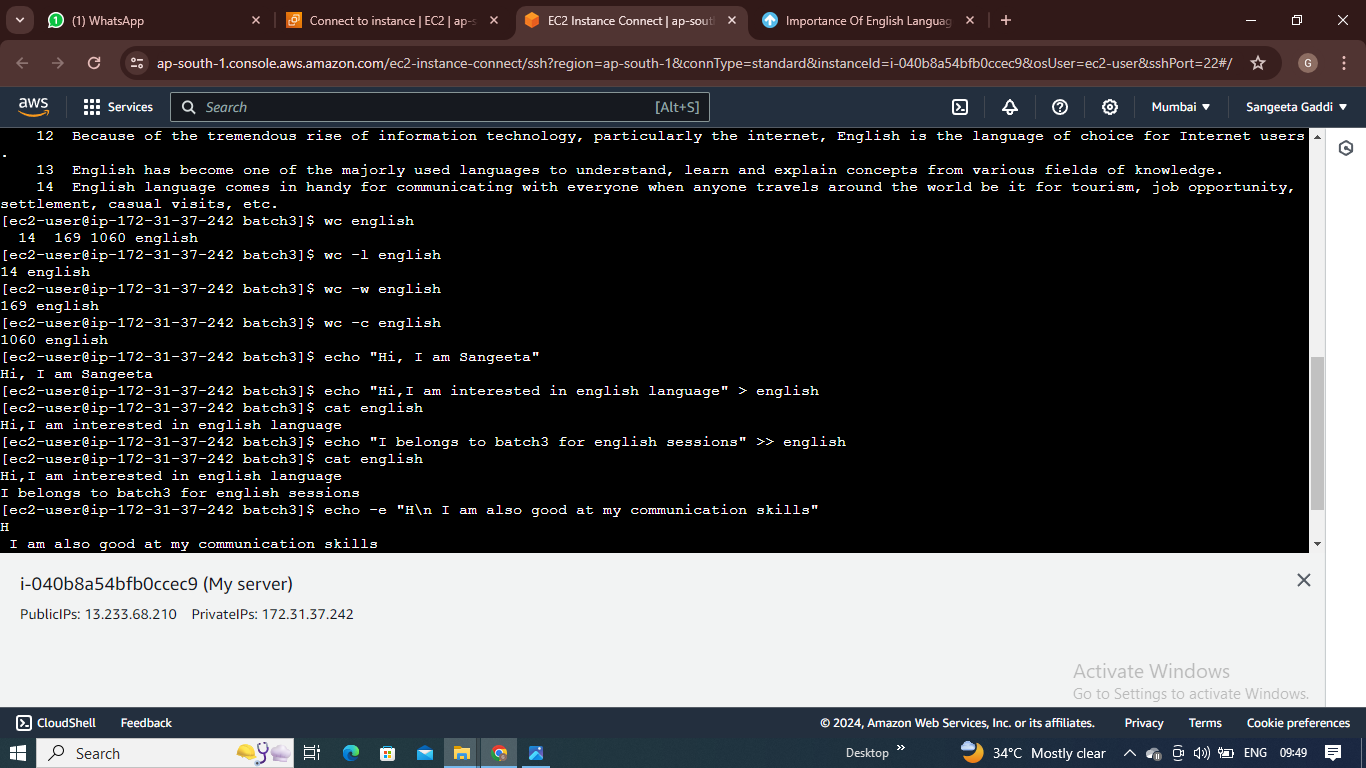 (1) WhatsApp
Connect to instance | EC2 | ap-s
EC2 Instance Connect | ap-sout
Importance Of English Languag
ap-south-1.console.aws.amazon.com/ec2-instance-connect/ssh?region=ap-south-1&connType=standard&instanceId=i-040b8a54bfb0ccec9&osUser=ec2-user&sshPort=22#/
G
aws
Services
Search
[Alt+S]
Mumbai
Sangeeta Gaddi
12 Because of the tremendous rise of information technology, particularly the internet, English is the language of choice for Internet users
.
13 English has become one of the majorly used languages to understand, learn and explain concepts from various fields of knowledge.
14 English language comes in handy for communicating with everyone when anyone travels around the world be it for tourism, job opportunity,
settlement, casual visits, etc.
[ec2-user@ip-172-31-37-242 batch3]$ wc english
14 169 1060 english
[ec2-user@ip-172-31-37-242 batch3]$ wc -l english
14 english
[ec2-user@ip-172-31-37-242 batch3]$ wc -w english
169 english
[ec2-user@ip-172-31-37-242 batch3]$ wc -c english
1060 english
[ec2-user@ip-172-31-37-242 batch3]$ echo "Hi, I am Sangeeta"
Hi, I am Sangeeta
[ec2-user@ip-172-31-37-242 batch3]$ echo "Hi,I am interested in english language" > english
[ec2-user@ip-172-31-37-242 batch3]$ cat english
Hi,I am interested in english language
[ec2-user@ip-172-31-37-242 batch3]$ echo "I belongs to batch3 for english sessions" >> english
[ec2-user@ip-172-31-37-242 batch3]$ cat english
Hi,I am interested in english language
I belongs to batch3 for english sessions
[ec2-user@ip-172-31-37-242 batch3]$ echo -e "H\n I am also good at my communication skills"
H
I am also good at my communication skills
i-040b8a54bfb0ccec9 (My server)
PublicIPs: 13.233.68.210 PrivateIPs: 172.31.37.242
Activate Windows
Go to Settings to activate Windows.
CloudShell
Feedback
© 2024, Amazon Web Services, Inc. or its affiliates.
Privacy
Terms
Cookie preferences
Search
Desktop
34°C Mostly clear
ENG
09:49